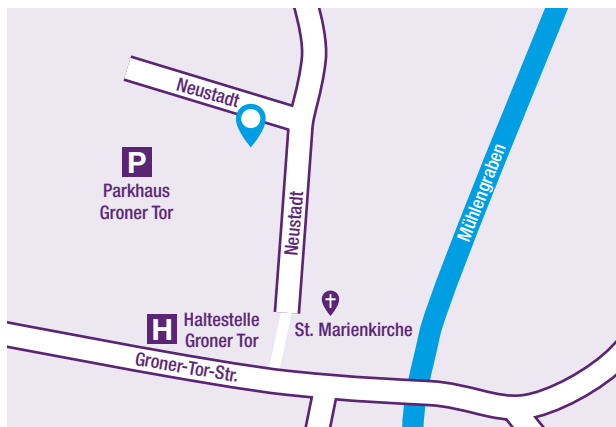 Neustadt
P
Parkhaus
Groner Tor
Mühlengraben
Neustadt
H
Haltestelle
Groner Tor
St. Marienkirche
Groner-Tor-Str.